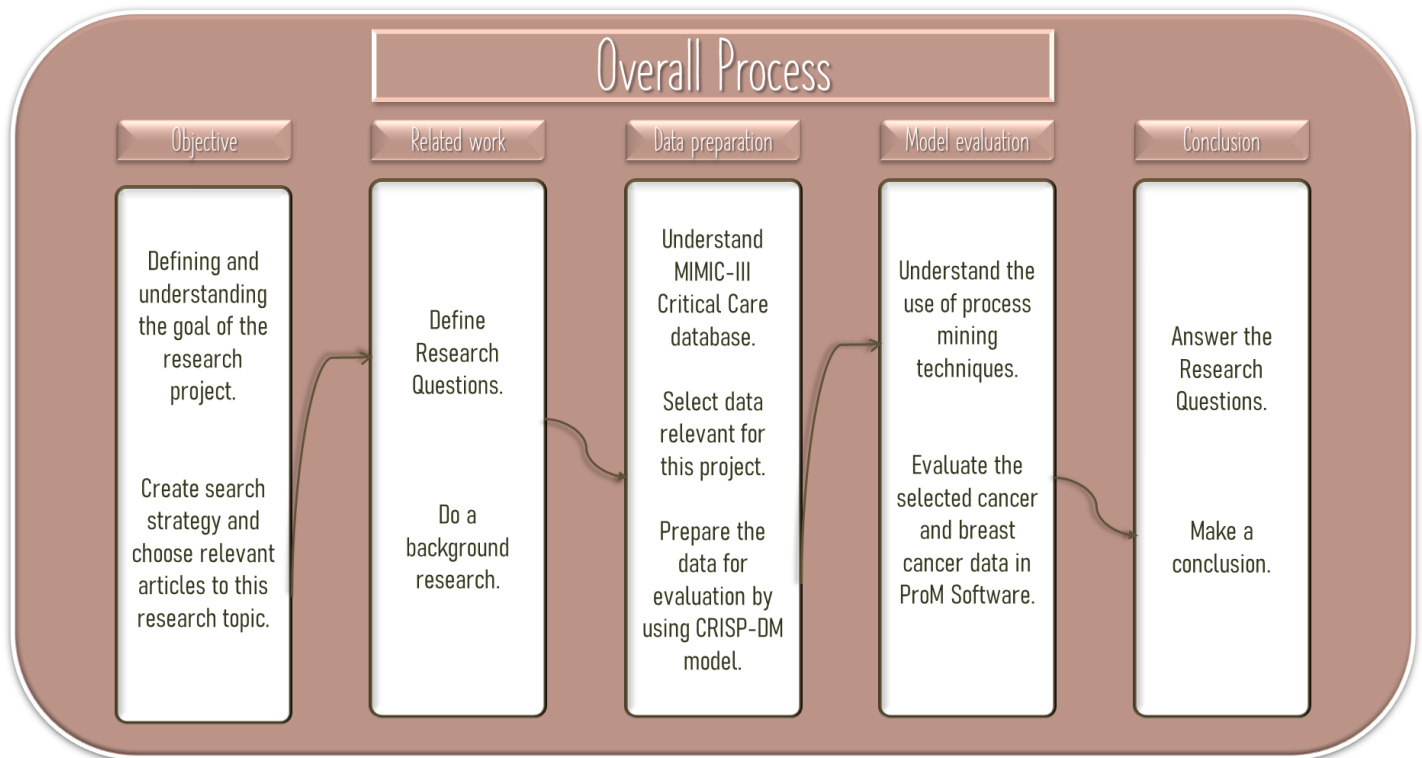 Overall Process
Objective
Related work
Data preparation
Model evaluation
Conclusion
Defining and
understanding
the goal of the
research
project.
Create search
strategy and
choose relevant
articles to this
research topic.
Define
Research
Questions.
Do a
background
research.
Understand
MIMIC-III
Critical Care
database.
Select data
relevant for
this project.
Prepare the
data for
evaluation by
using CRISP-DM
model.
Understand the
use of process
mining
techniques.
Evaluate the
selected cancer
and breast
cancer data in
ProM Software.
Answer the
Research
Questions.
Make a
conclusion.